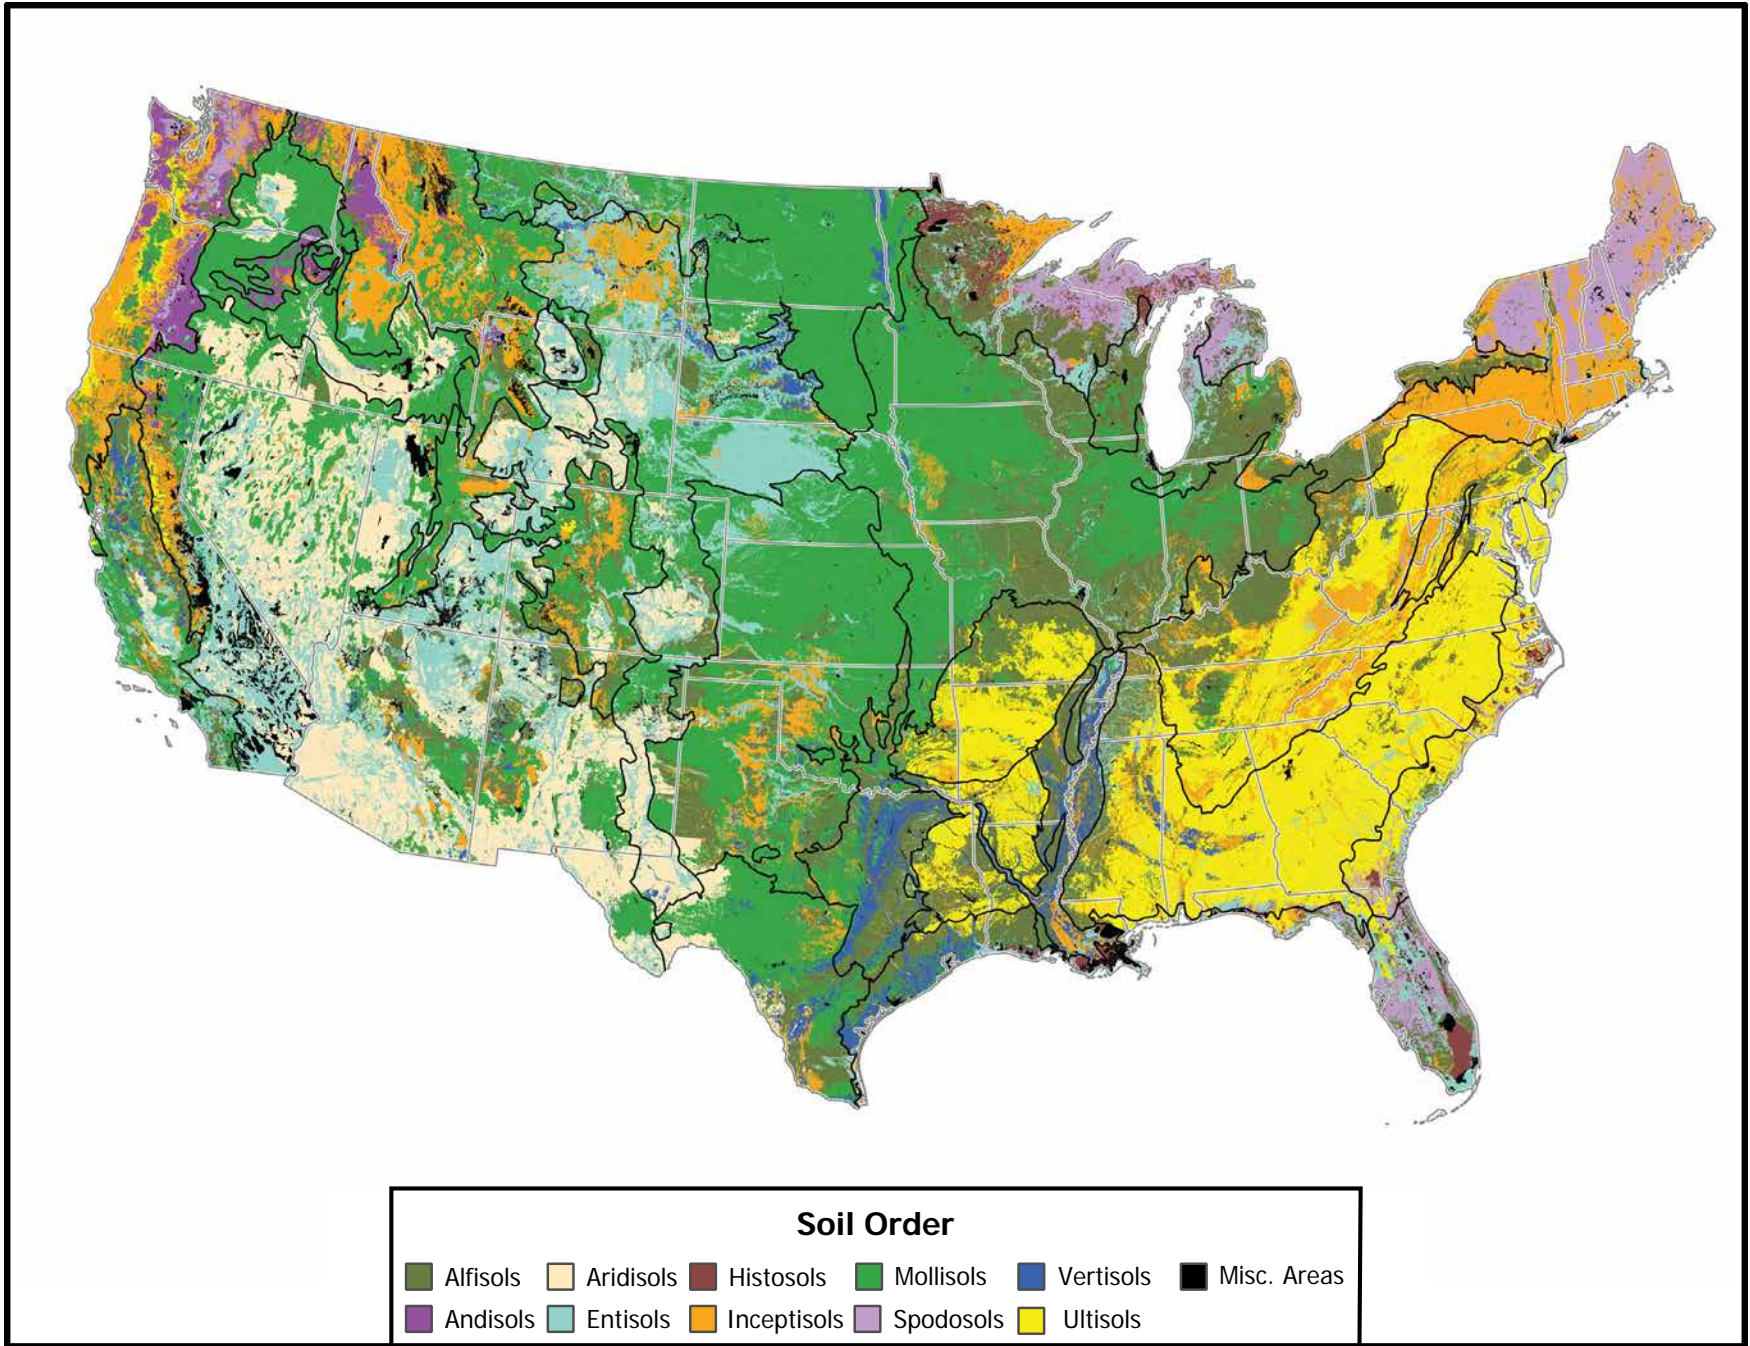 Soil Order
Alfisols Aridisols Histosols Mollisols Vertisols Misc. Areas
Andisols Entisols Inceptisols Spodosols Ultisols